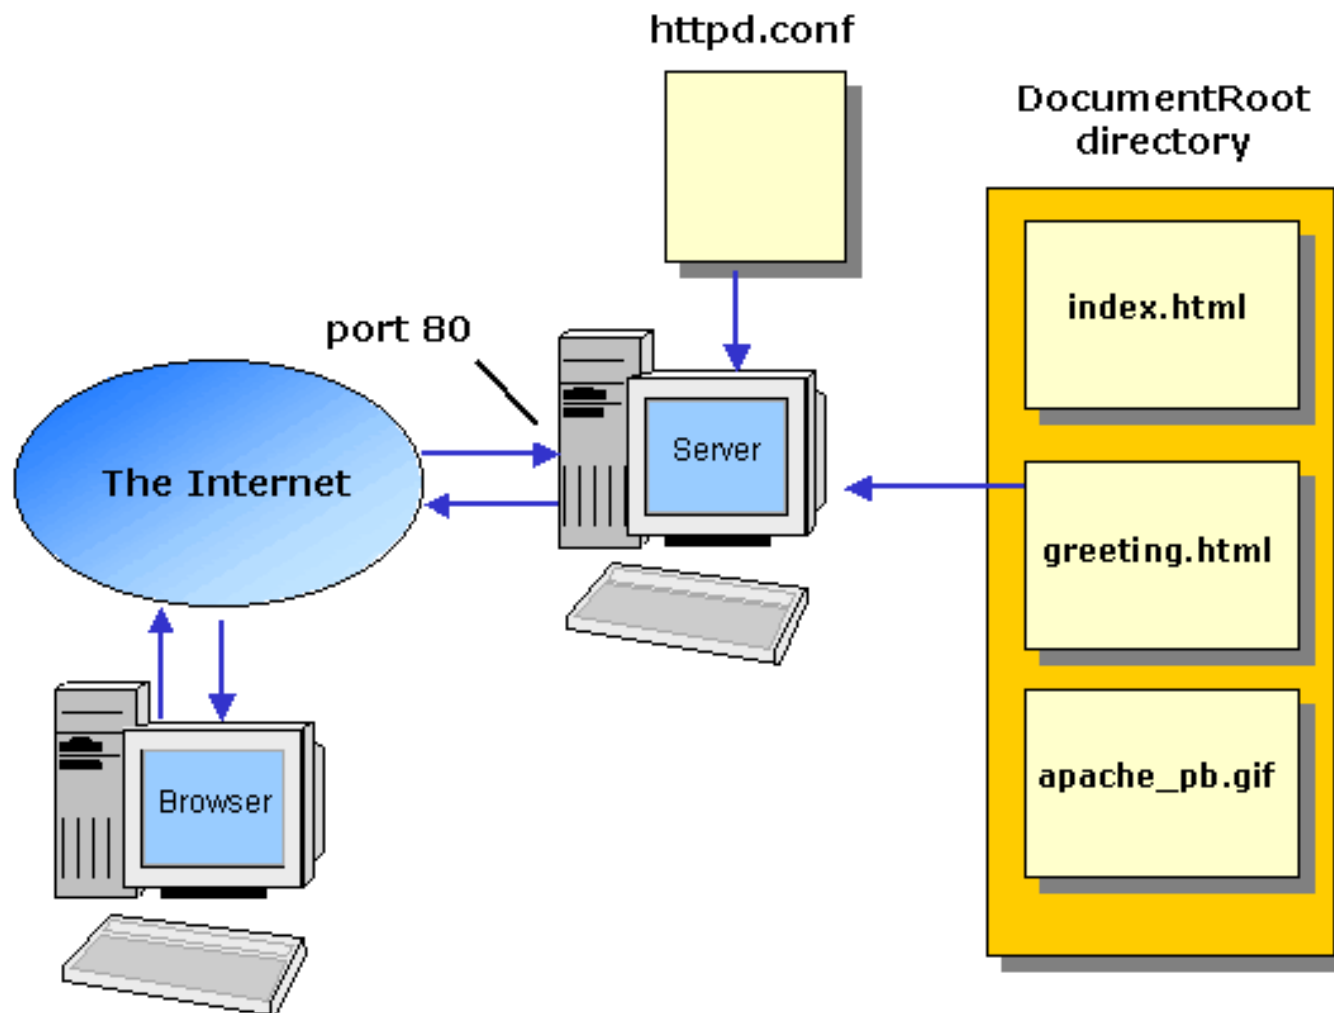 httpd.conf
DocumentRoot
directory
index.html
port 80
Server
The Internet
greeting.html
apache_pb.gif
Browser